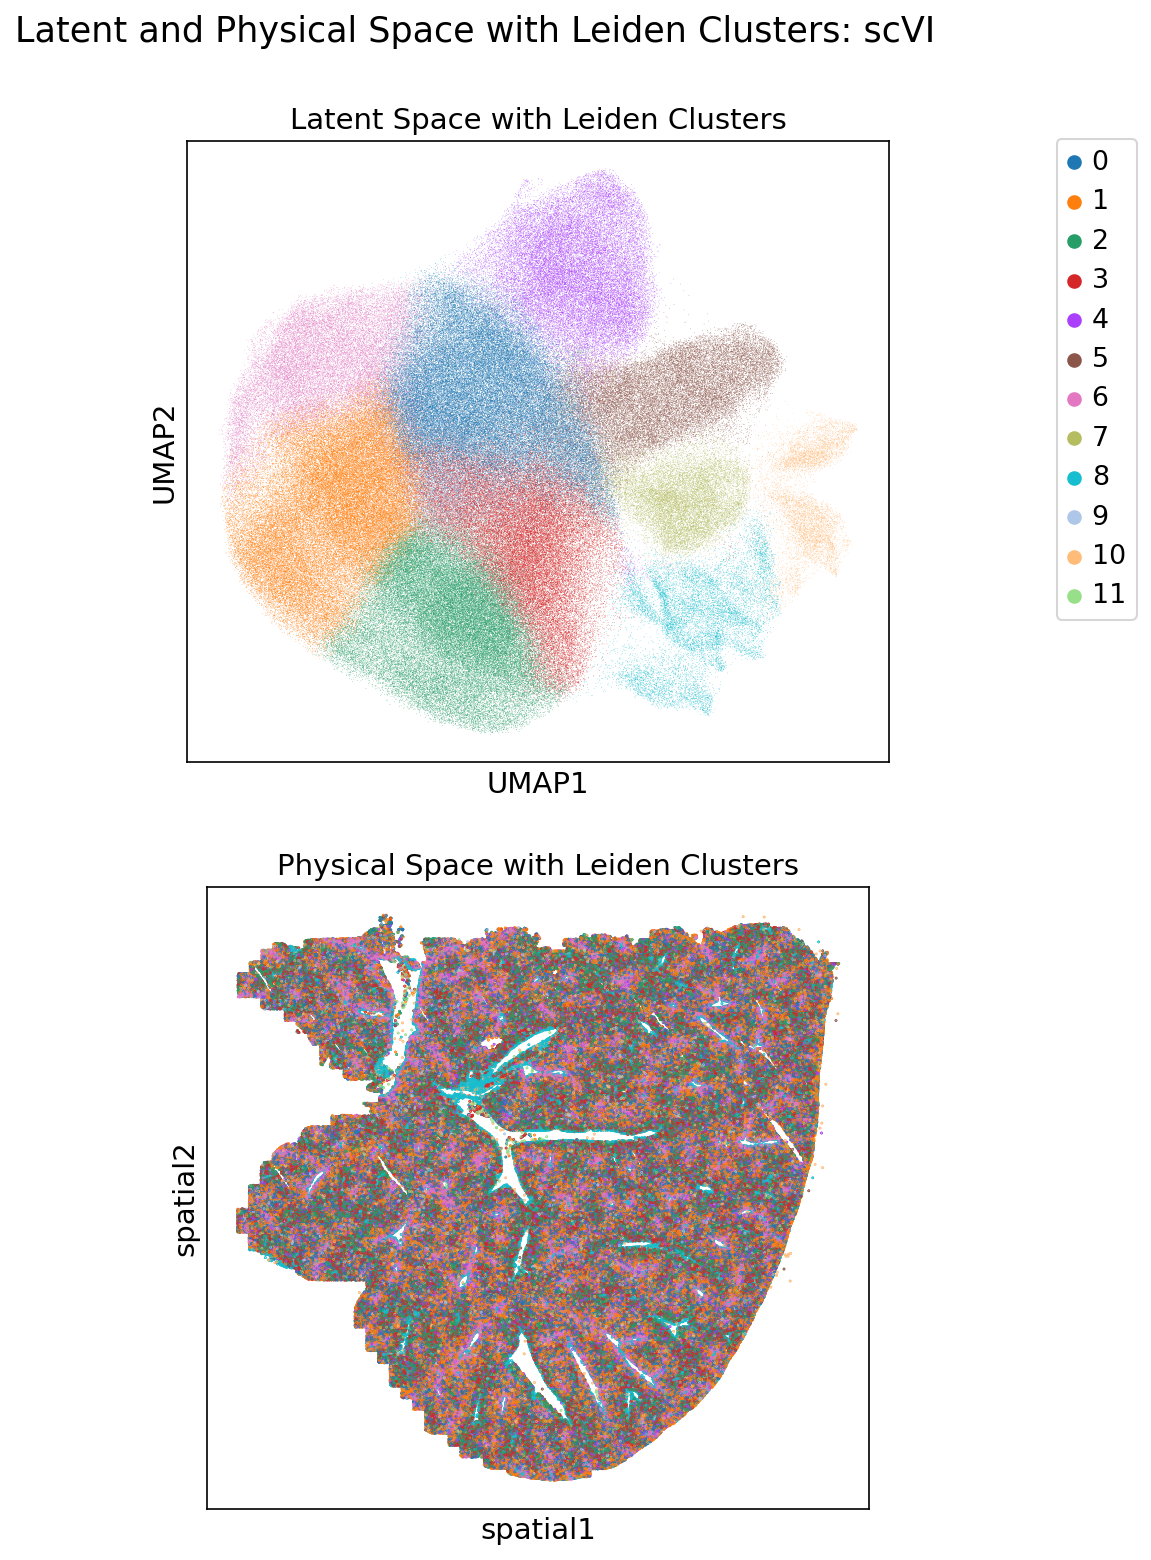 Latent and Physical Space with Leiden Clusters: scVI
Latent Space with Leiden Clusters
0
1
2
3
4
5
6
7
8
9
10
11
UMAP2
UMAP1
Physical Space with Leiden Clusters
spatial2
spatial1